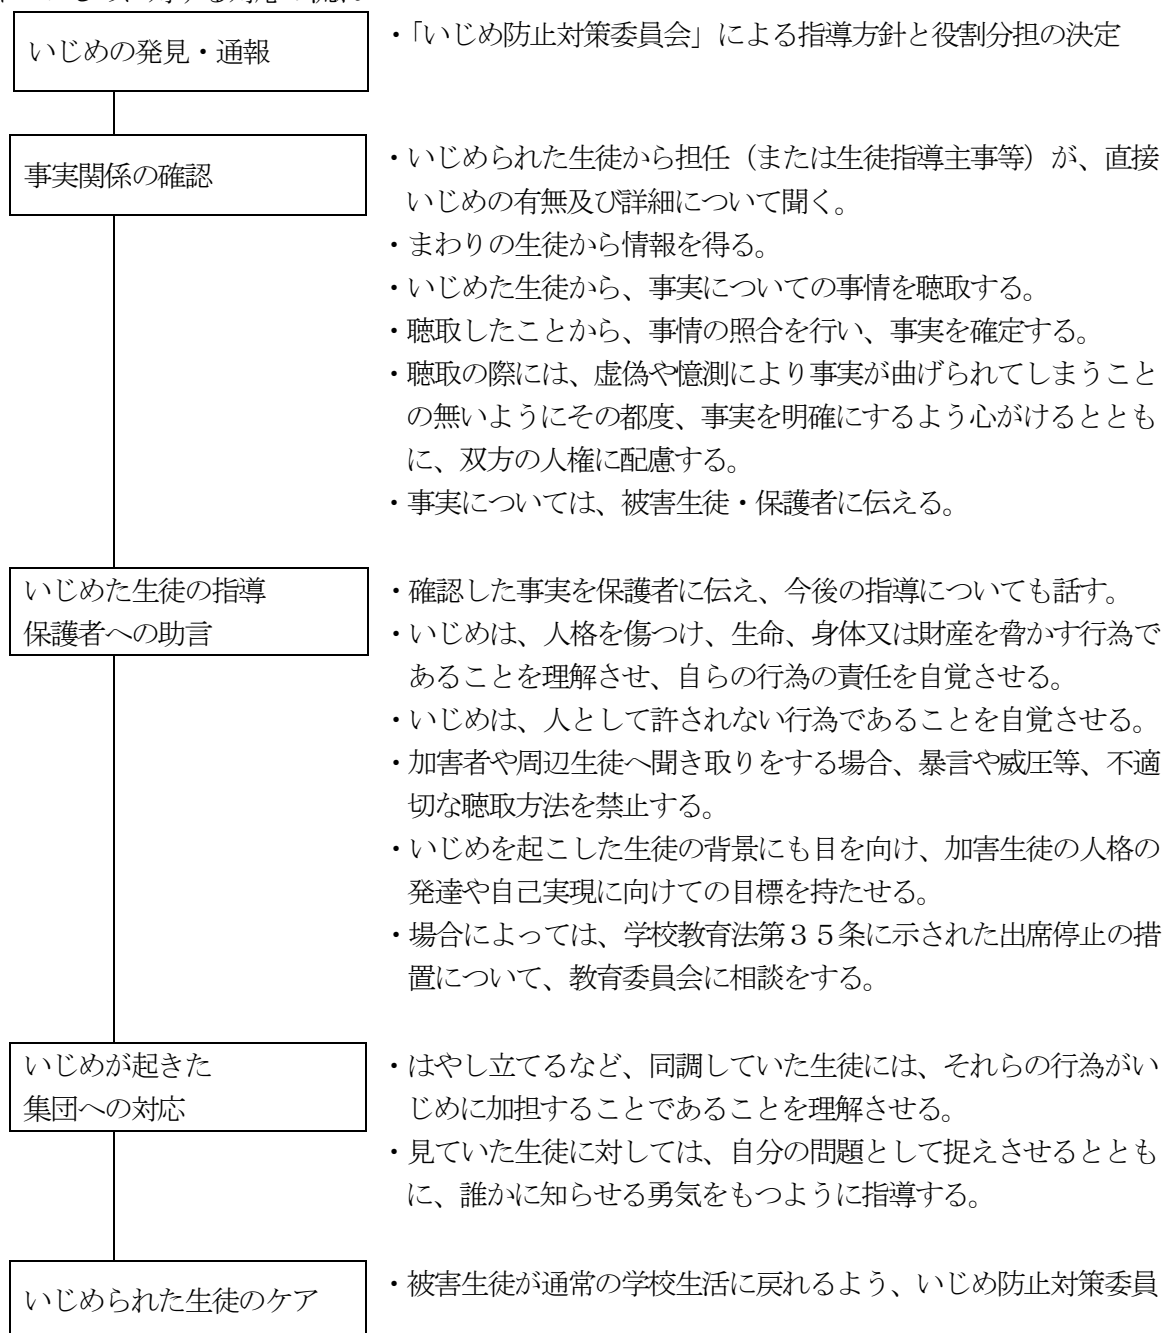 いじめの発見・通報
・「いじめ防止対策委員会」による指導方針と役割分担の決定
事実関係の確認
・いじめられた生徒から担任（または生徒指導主事等）が、直接
いじめの有無及び詳細について聞く。
・まわりの生徒から情報を得る。
・いじめた生徒から、事実についての事情を聴取する。
・聴取したことから、事情の照合を行い、事実を確定する。
・聴取の際には、虚偽や憶測により事実が曲げられてしまうこと
の無いようにその都度、事実を明確にするよう心がけるととも
に、双方の人権に配慮する。
・事実については、被害生徒・保護者に伝える。
いじめた生徒の指導
保護者への助言
・確認した事実を保護者に伝え、今後の指導についても話す。
・いじめは、人格を傷つけ、生命、身体又は財産を脅かす行為で
あることを理解させ、自らの行為の責任を自覚させる。
・いじめは、人として許されない行為であることを自覚させる。
・加害者や周辺生徒へ聞き取りをする場合、暴言や威圧等、不適
切な聴取方法を禁止する。
・いじめを起こした生徒の背景にも目を向け、加害生徒の人格の
発達や自己実現に向けての目標を持たせる。
・場合によっては、学校教育法第３５条に示された出席停止の措
置について、教育委員会に相談をする。
いじめが起きた
集団への対応
・はやし立てるなど、同調していた生徒には、それらの行為がい
じめに加担することであることを理解させる。
・見ていた生徒に対しては、自分の問題として捉えさせるととも
に、誰かに知らせる勇気をもつように指導する。
いじめられた生徒のケア
・被害生徒が通常の学校生活に戻れるよう、いじめ防止対策委員